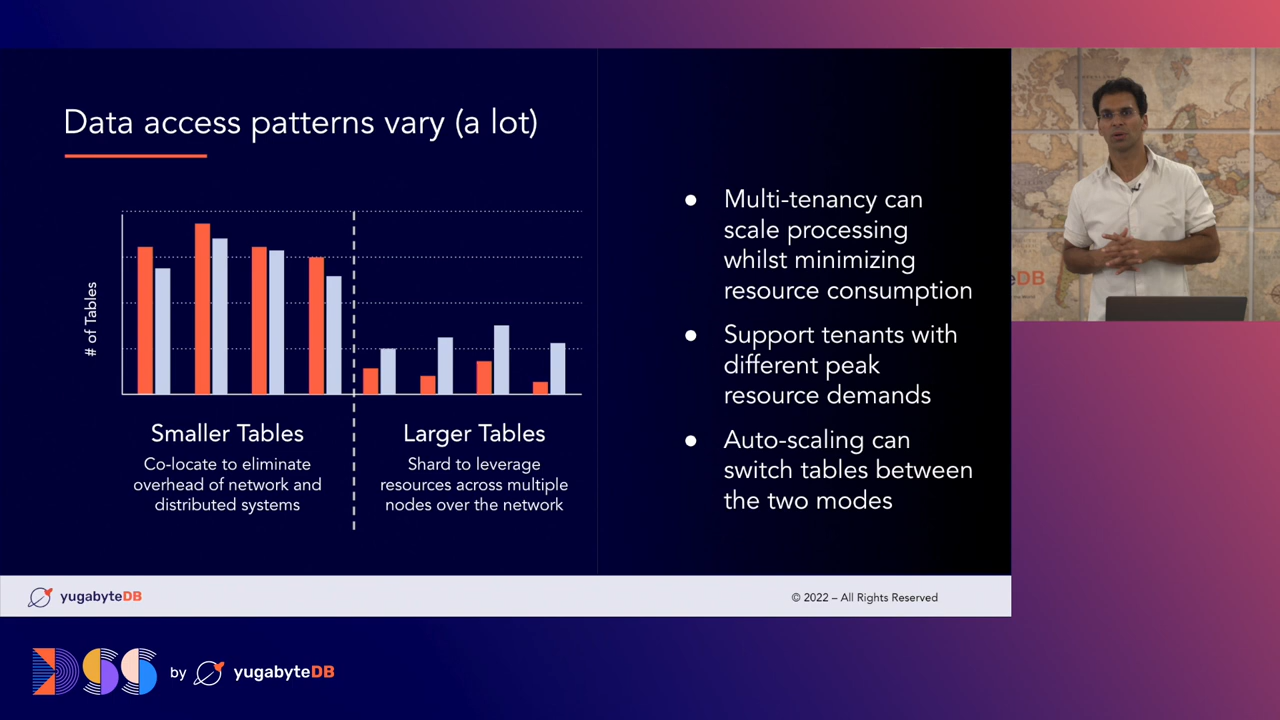 Data access patterns vary (a lot)
# of Tables
Smaller Tables
Co-locate to eliminate
overhead of network and
distributed systems
Larger Tables
Shard to leverage
resources across multiple
nodes over the network
● Multi-tenancy can
scale processing
whilst minimizing
resource consumption
● Support tenants with
different peak
resource demands
● Auto-scaling can
switch tables between
the two modes
DB
yugabyteDB
© 2022 – All Rights Reserved
DSS by yugabyteDB